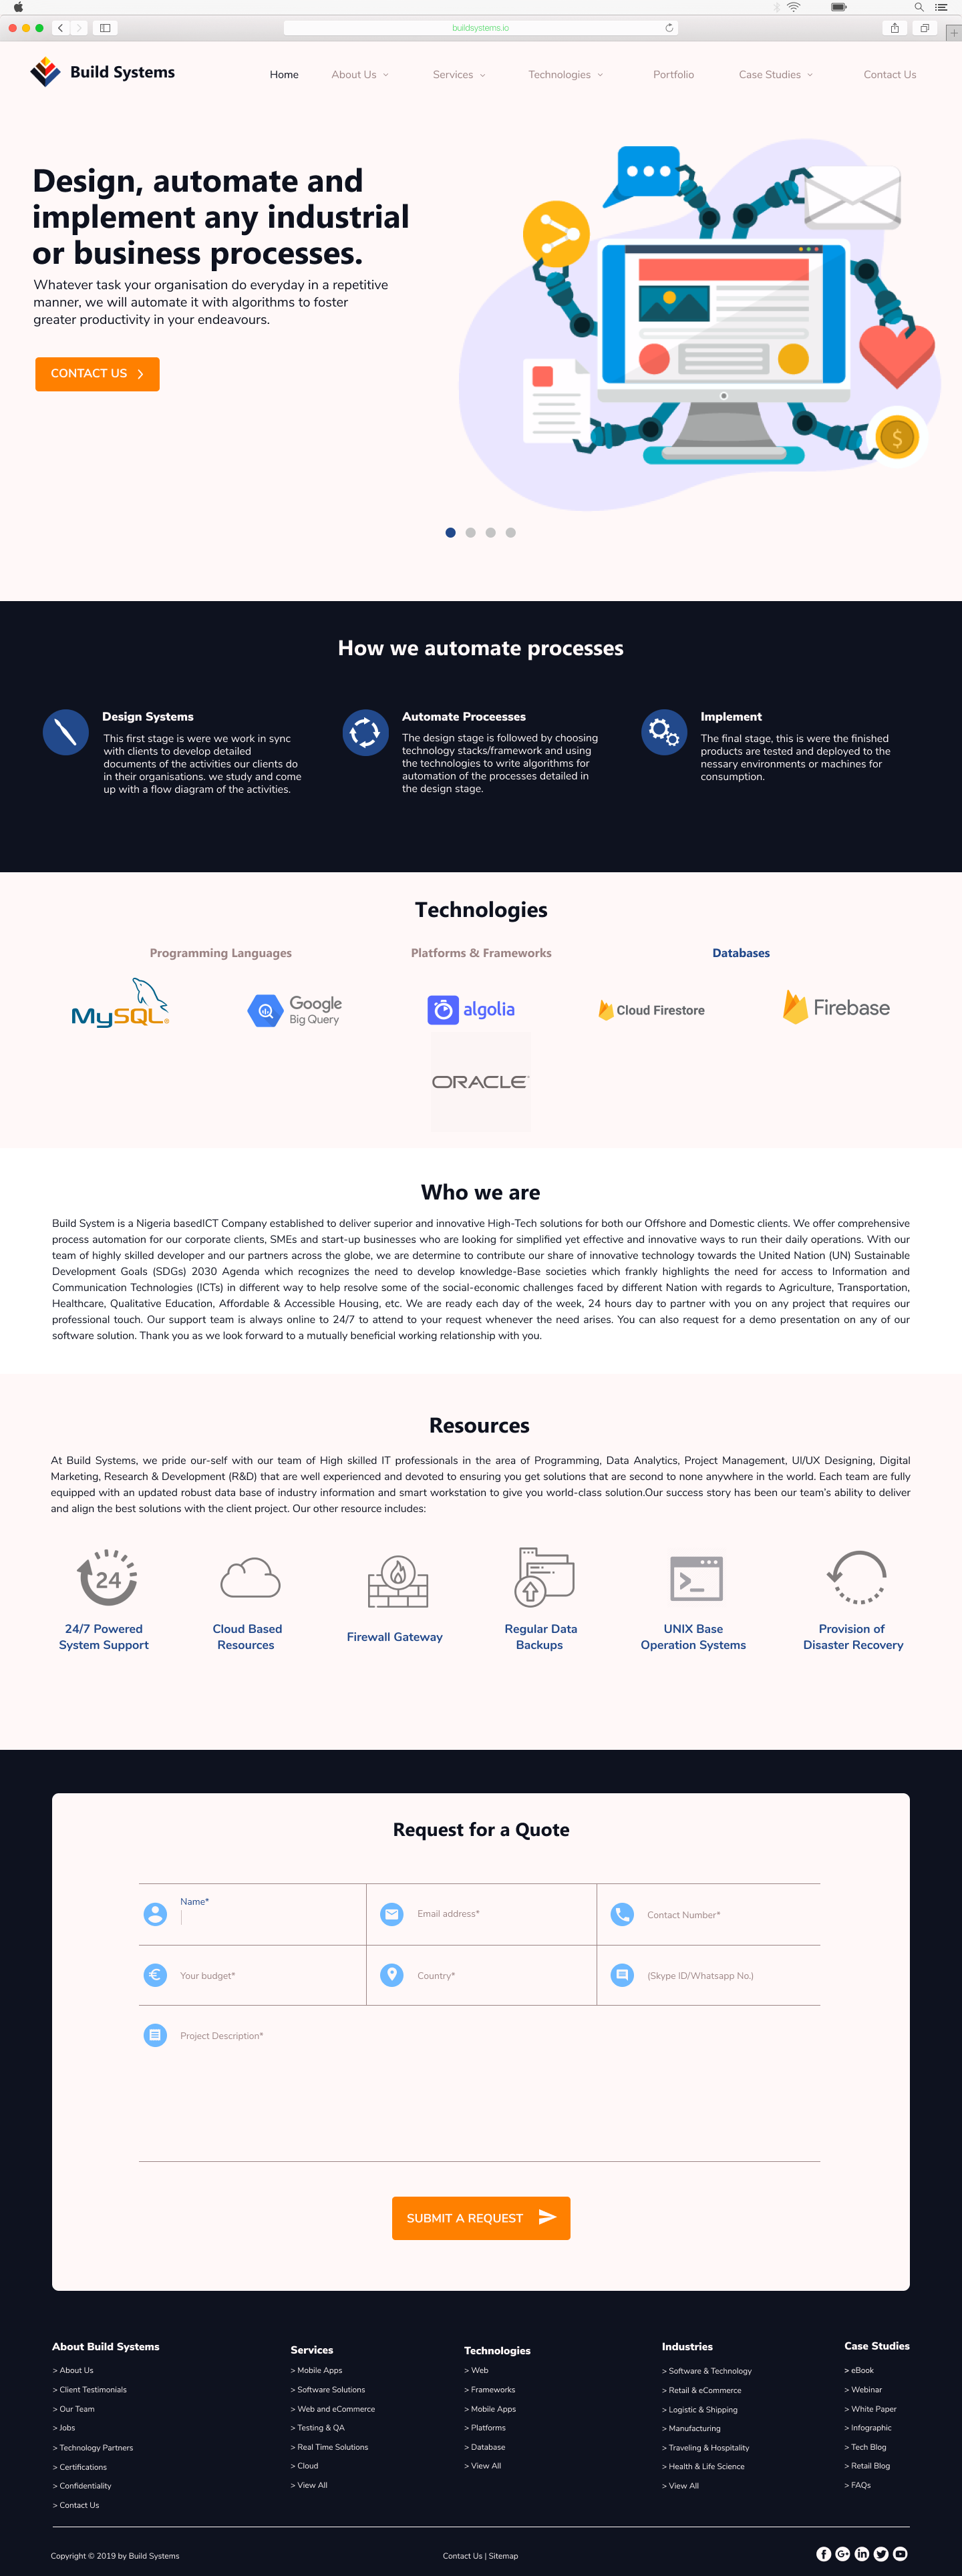 buildsystems.io
Build Systems
Home
About Us
Services
Technologies
Portfolio
Case Studies
Contact Us
Design, automate and
implement any industrial
or business processes.
Whatever task your organisation do everyday in a repetitive
manner, we will automate it with algorithms to foster
greater productivity in your endeavours.
CONTACT US
$
How we automate processes
Design Systems
This first stage is were we work in sync
with clients to develop detailed
documents of the activities our clients do
in their organisations. we study and come
up with a flow diagram of the activities.
Automate Proceesses
The design stage is followed by choosing
technology stacks/framework and using
the technologies to write algorithms for
automation of the processes detailed in
the design stage.
Implement
The final stage, this is were the finished
products are tested and deployed to the
nessary environments or machines for
consumption.
Technologies
Programming Languages
Platforms & Frameworks
Databases
MySQL®
Google
Big Query
algolia
Cloud Firestore
Firebase
ORACLE
Who we are
Build System is a Nigeria basedICT Company established to deliver superior and innovative High-Tech solutions for both our Offshore and Domestic clients. We offer comprehensive
process automation for our corporate clients, SMEs and start-up businesses who are looking for simplified yet effective and innovative ways to run their daily operations. With our
team of highly skilled developer and our partners across the globe, we are determine to contribute our share of innovative technology towards the United Nation (UN) Sustainable
Development Goals (SDGs) 2030 Agenda which recognizes the need to develop knowledge-Base societies which frankly highlights the need for access to Information and
Communication Technologies (ICTs) in different way to help resolve some of the social-economic challenges faced by different Nation with regards to Agriculture, Transportation,
Healthcare, Qualitative Education, Affordable & Accessible Housing, etc. We are ready each day of the week, 24 hours day to partner with you on any project that requires our
professional touch. Our support team is always online to 24/7 to attend to your request whenever the need arises. You can also request for a demo presentation on any of our
software solution. Thank you as we look forward to a mutually beneficial working relationship with you.
Resources
At Build Systems, we pride our-self with our team of High skilled IT professionals in the area of Programming, Data Analytics, Project Management, UI/UX Designing, Digital
Marketing, Research & Development (R&D) that are well experienced and devoted to ensuring you get solutions that are second to none anywhere in the world. Each team are fully
equipped with an updated robust data base of industry information and smart workstation to give you world-class solution.Our success story has been our team's ability to deliver
and align the best solutions with the client project. Our other resource includes:
24
24/7 Powered
System Support
Cloud Based
Resources
Firewall Gateway
Regular Data
Backups
UNIX Base
Operation Systems
Provision of
Disaster Recovery
Request for a Quote
Name*
Email address*
Contact Number*
€
Your budget*
Country*
(Skype ID/Whatsapp No.)
Project Description*
SUBMIT A REQUEST
About Build Systems
> About Us
> Client Testimonials
> Our Team
> Jobs
> Technology Partners
> Certifications
> Confidentiality
> Contact Us
Services
> Mobile Apps
> Software Solutions
> Web and eCommerce
> Testing & QA
> Real Time Solutions
> Cloud
> View All
Technologies
> Web
> Frameworks
> Mobile Apps
> Platforms
> Database
> View All
Industries
> Software & Technology
> Retail & eCommerce
> Logistic & Shipping
> Manufacturing
> Traveling & Hospitality
> Health & Life Science
> View All
Case Studies
> eBook
> Webinar
> White Paper
> Infographic
> Tech Blog
> Retail Blog
> FAQs
Copyright © 2019 by Build Systems
Contact Us | Sitemap